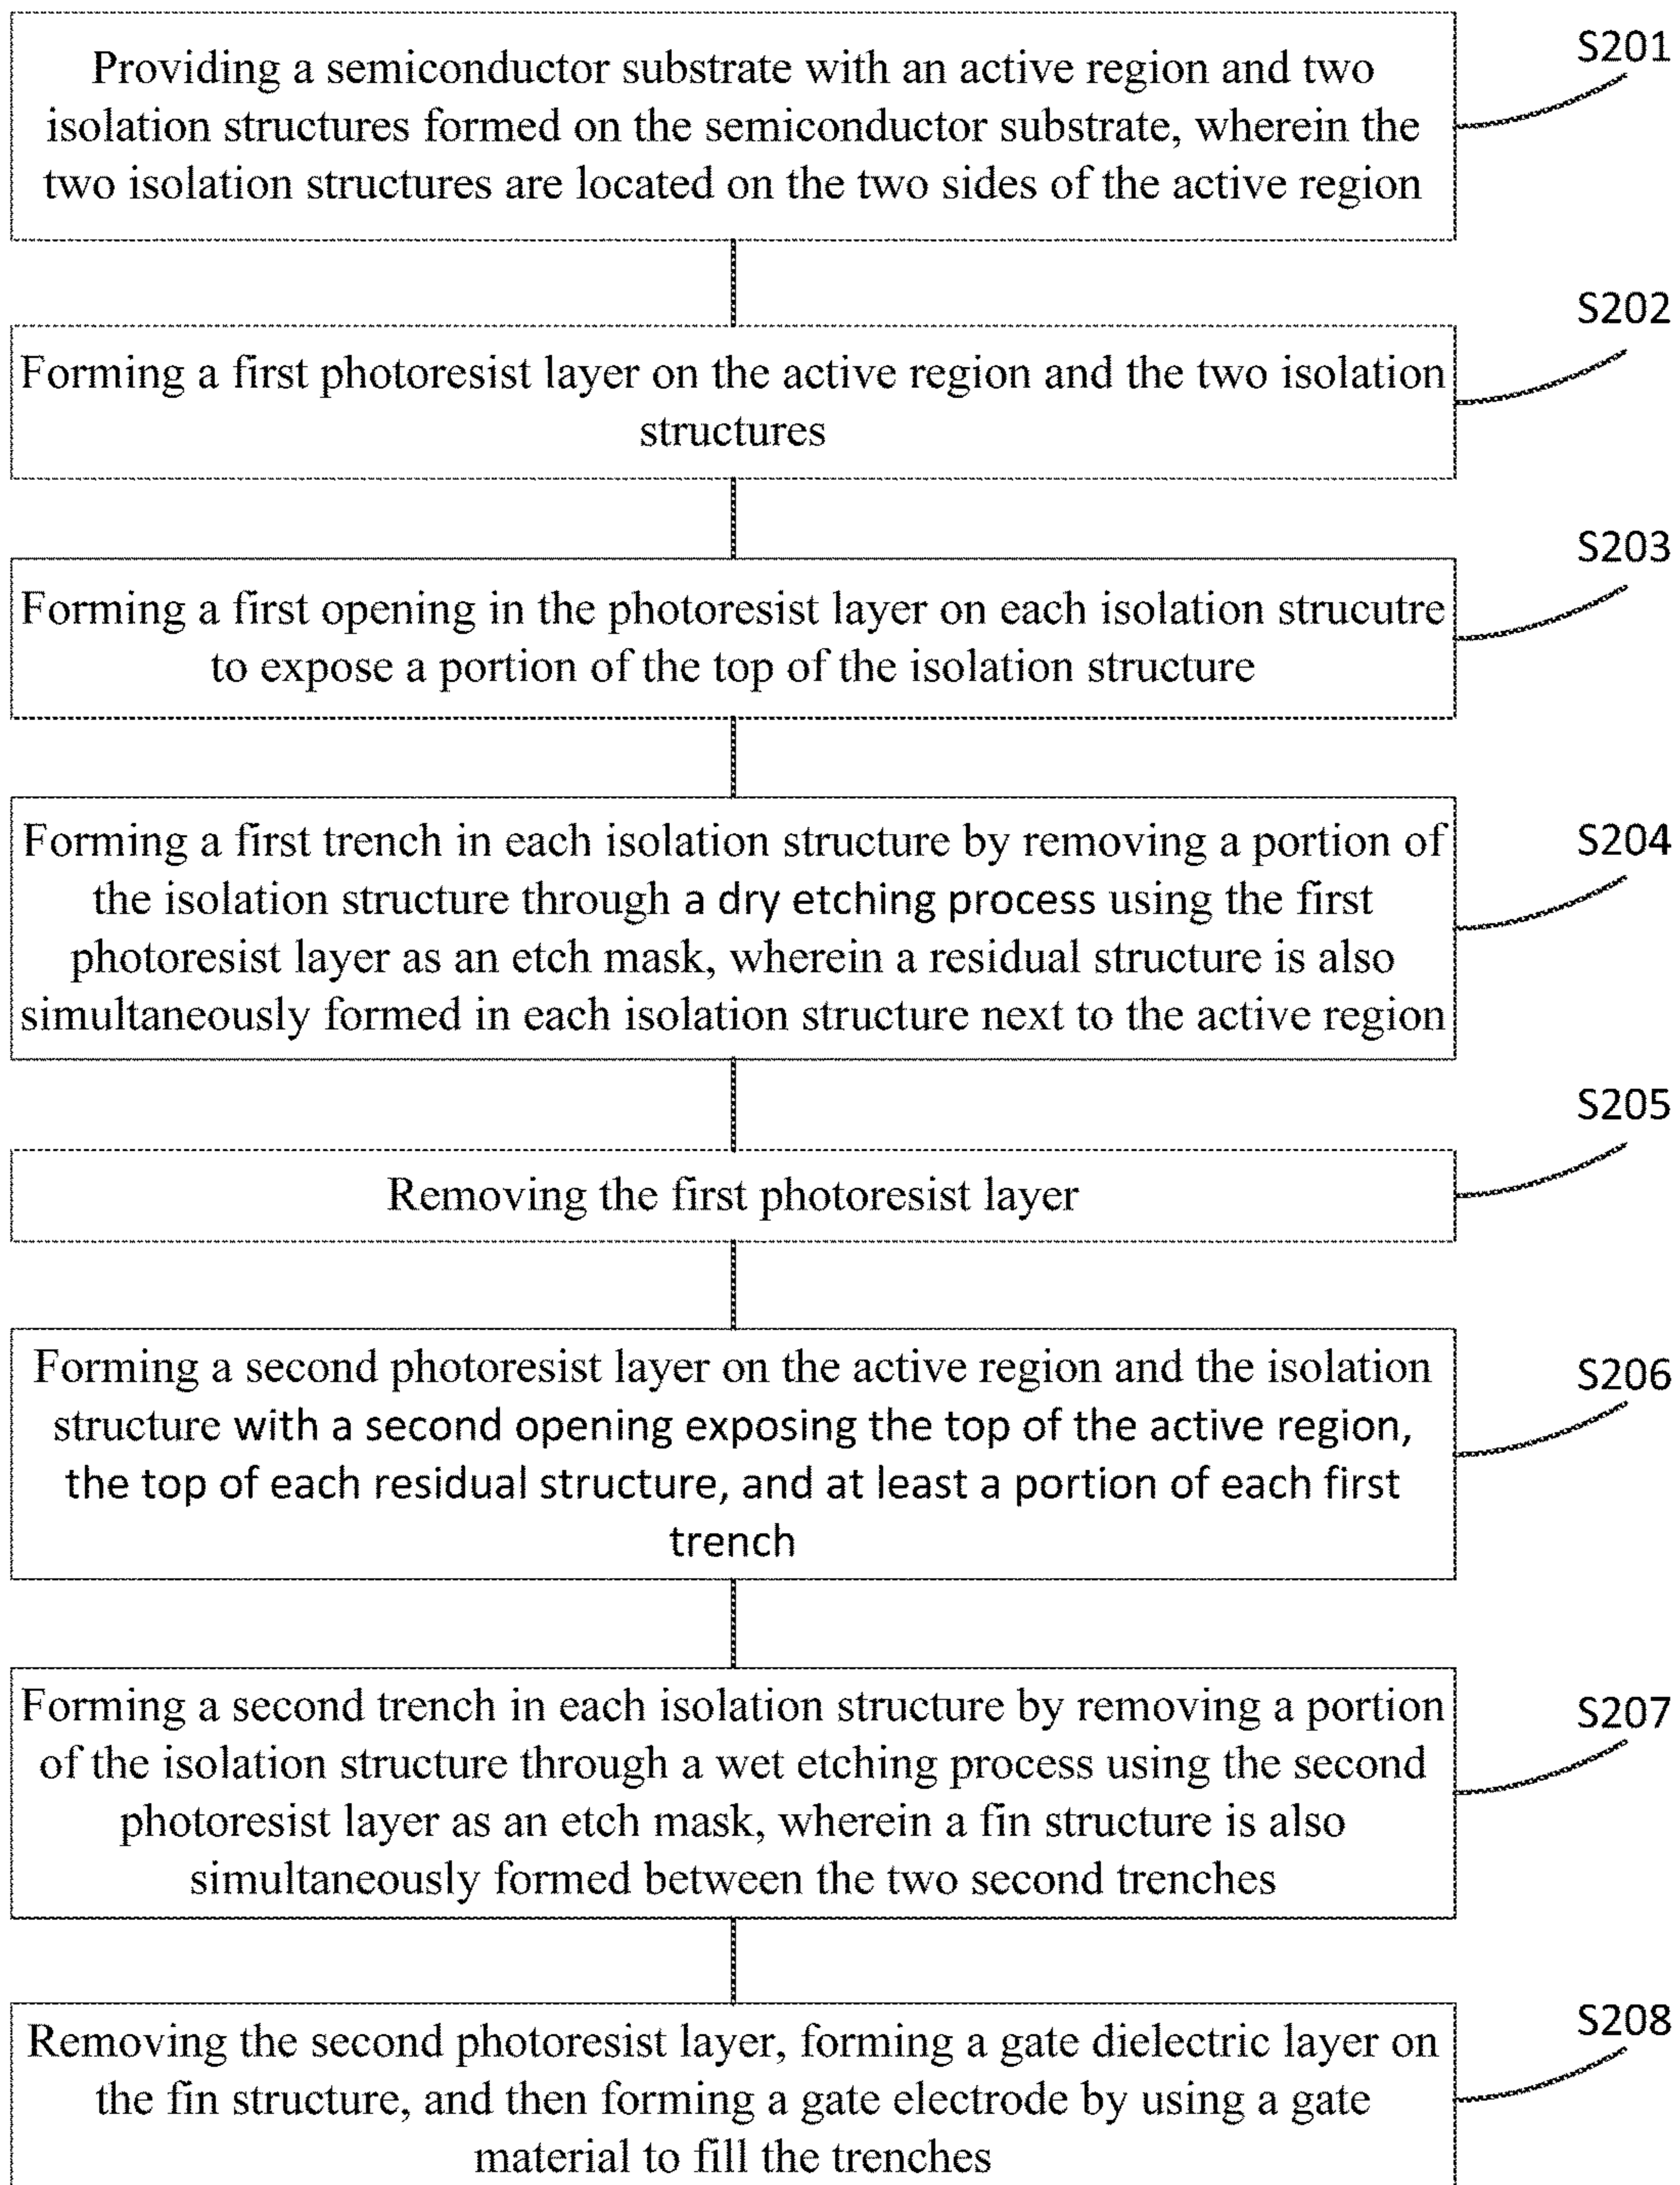 S201
Providing a semiconductor substrate with an active region and two
isolation structures formed on the semiconductor substrate, wherein the
two isolation structures are located on the two sides of the active region
S202
Forming a first photoresist layer on the active region and the two isolation
structures
S203
Forming a first opening in the photoresist layer on each isolation strucutre
to expose a portion of the top of the isolation structure
S204
Forming a first trench in each isolation structure by removing a portion of
the isolation structure through a dry etching process using the first
photoresist layer as an etch mask, wherein a residual structure is also
simultaneously formed in each isolation structure next to the active region
S205
Removing the first photoresist layer
S206
Forming a second photoresist layer on the active region and the isolation
structure with a second opening exposing the top of the active region,
the top of each residual structure, and at least a portion of each first
trench
S207
Forming a second trench in each isolation structure by removing a portion
of the isolation structure through a wet etching process using the second
photoresist layer as an etch mask, wherein a fin structure is also
simultaneously formed between the two second trenches
S208
Removing the second photoresist layer, forming a gate dielectric layer on
the fin structure, and then forming a gate electrode by using a gate
material to fill the trenches